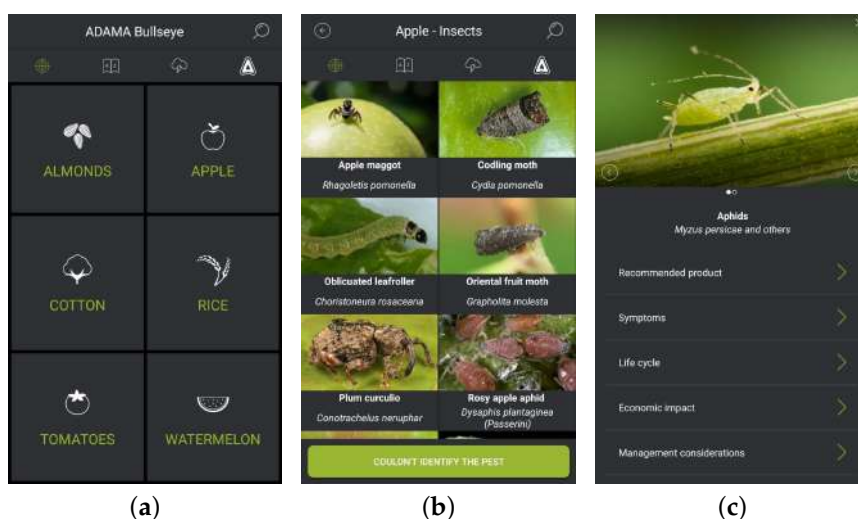 ADAMA Bullseye
ALMONDS
APPLE
COTTON
RICE
TOMATOES
WATERMELON
(a)
Apple - Insects
Apple maggot
Rhagoletis pomonella
Codling moth
Cydia pomonella
Oblicuated leafroller
Choristoneura rosaceana
Oriental fruit moth
Grapholita molesta
Plum curculio
Conotrachelus nenuphar
Rosy apple aphid
Dysaphis plantaginea
(Passerini)
COULDN'T IDENTIFY THE PEST
(b)
Aphids
Myzus persicae and others
Recommended product
Symptoms
Life cycle
Economic impact
Management considerations
(c)